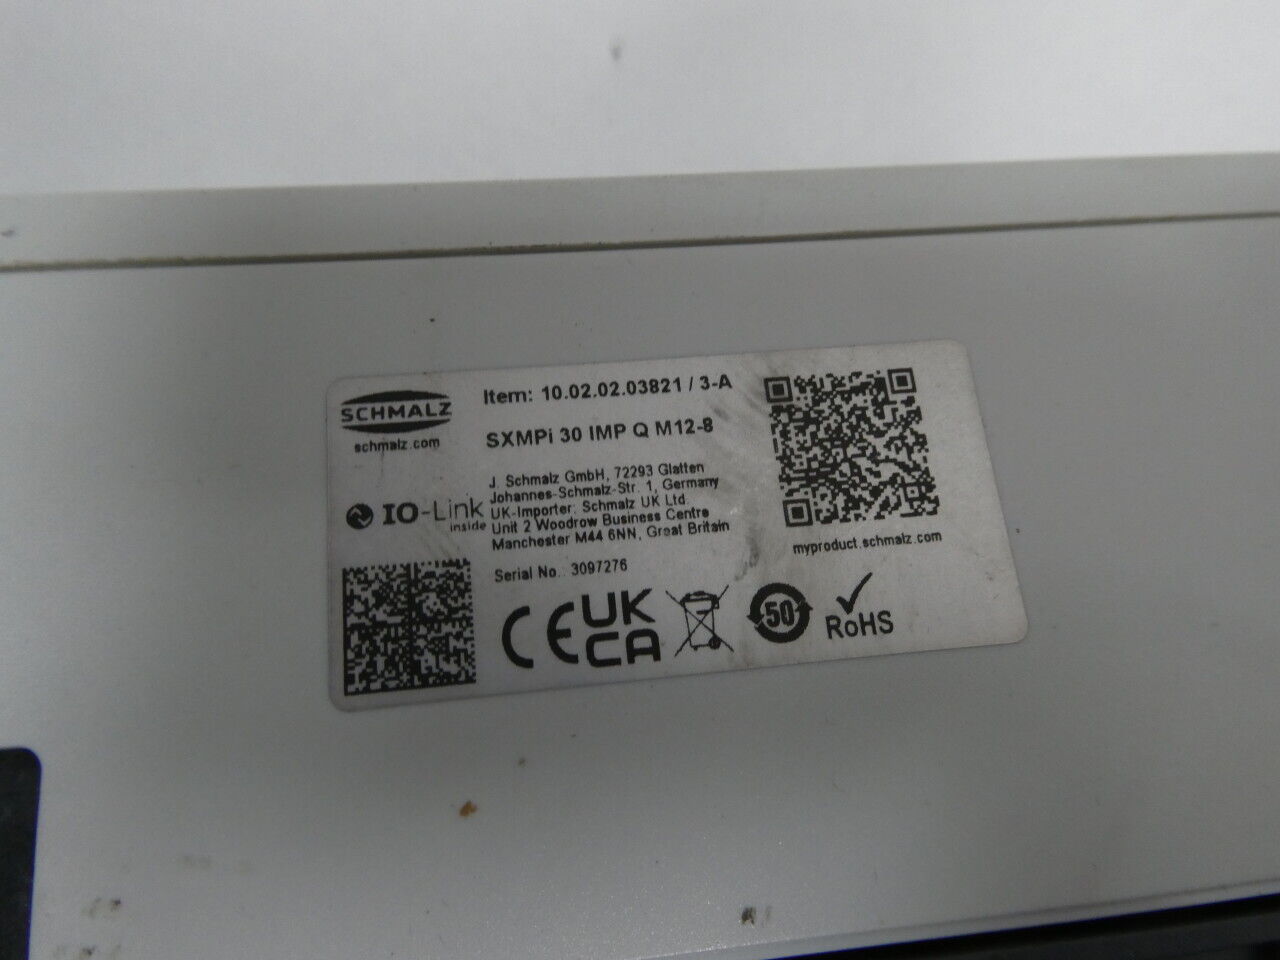 SCHMALZ
schmalz.com
Item: 10.02.02.03821 / 3-A
SXMPi 30 IMP Q M12-8
IO-Link
inside
J. Schmalz GmbH, 72293 Glatten
Johannes-Schmalz-Str. 1, Germany
UK-Importer: Schmalz UK Ltd.
Unit 2 Woodrow Business Centre
Manchester M44 6NN, Great Britain
Serial No.: 3097276
myproduct.schmalz.com
CE
UK
CA
50
RoHS